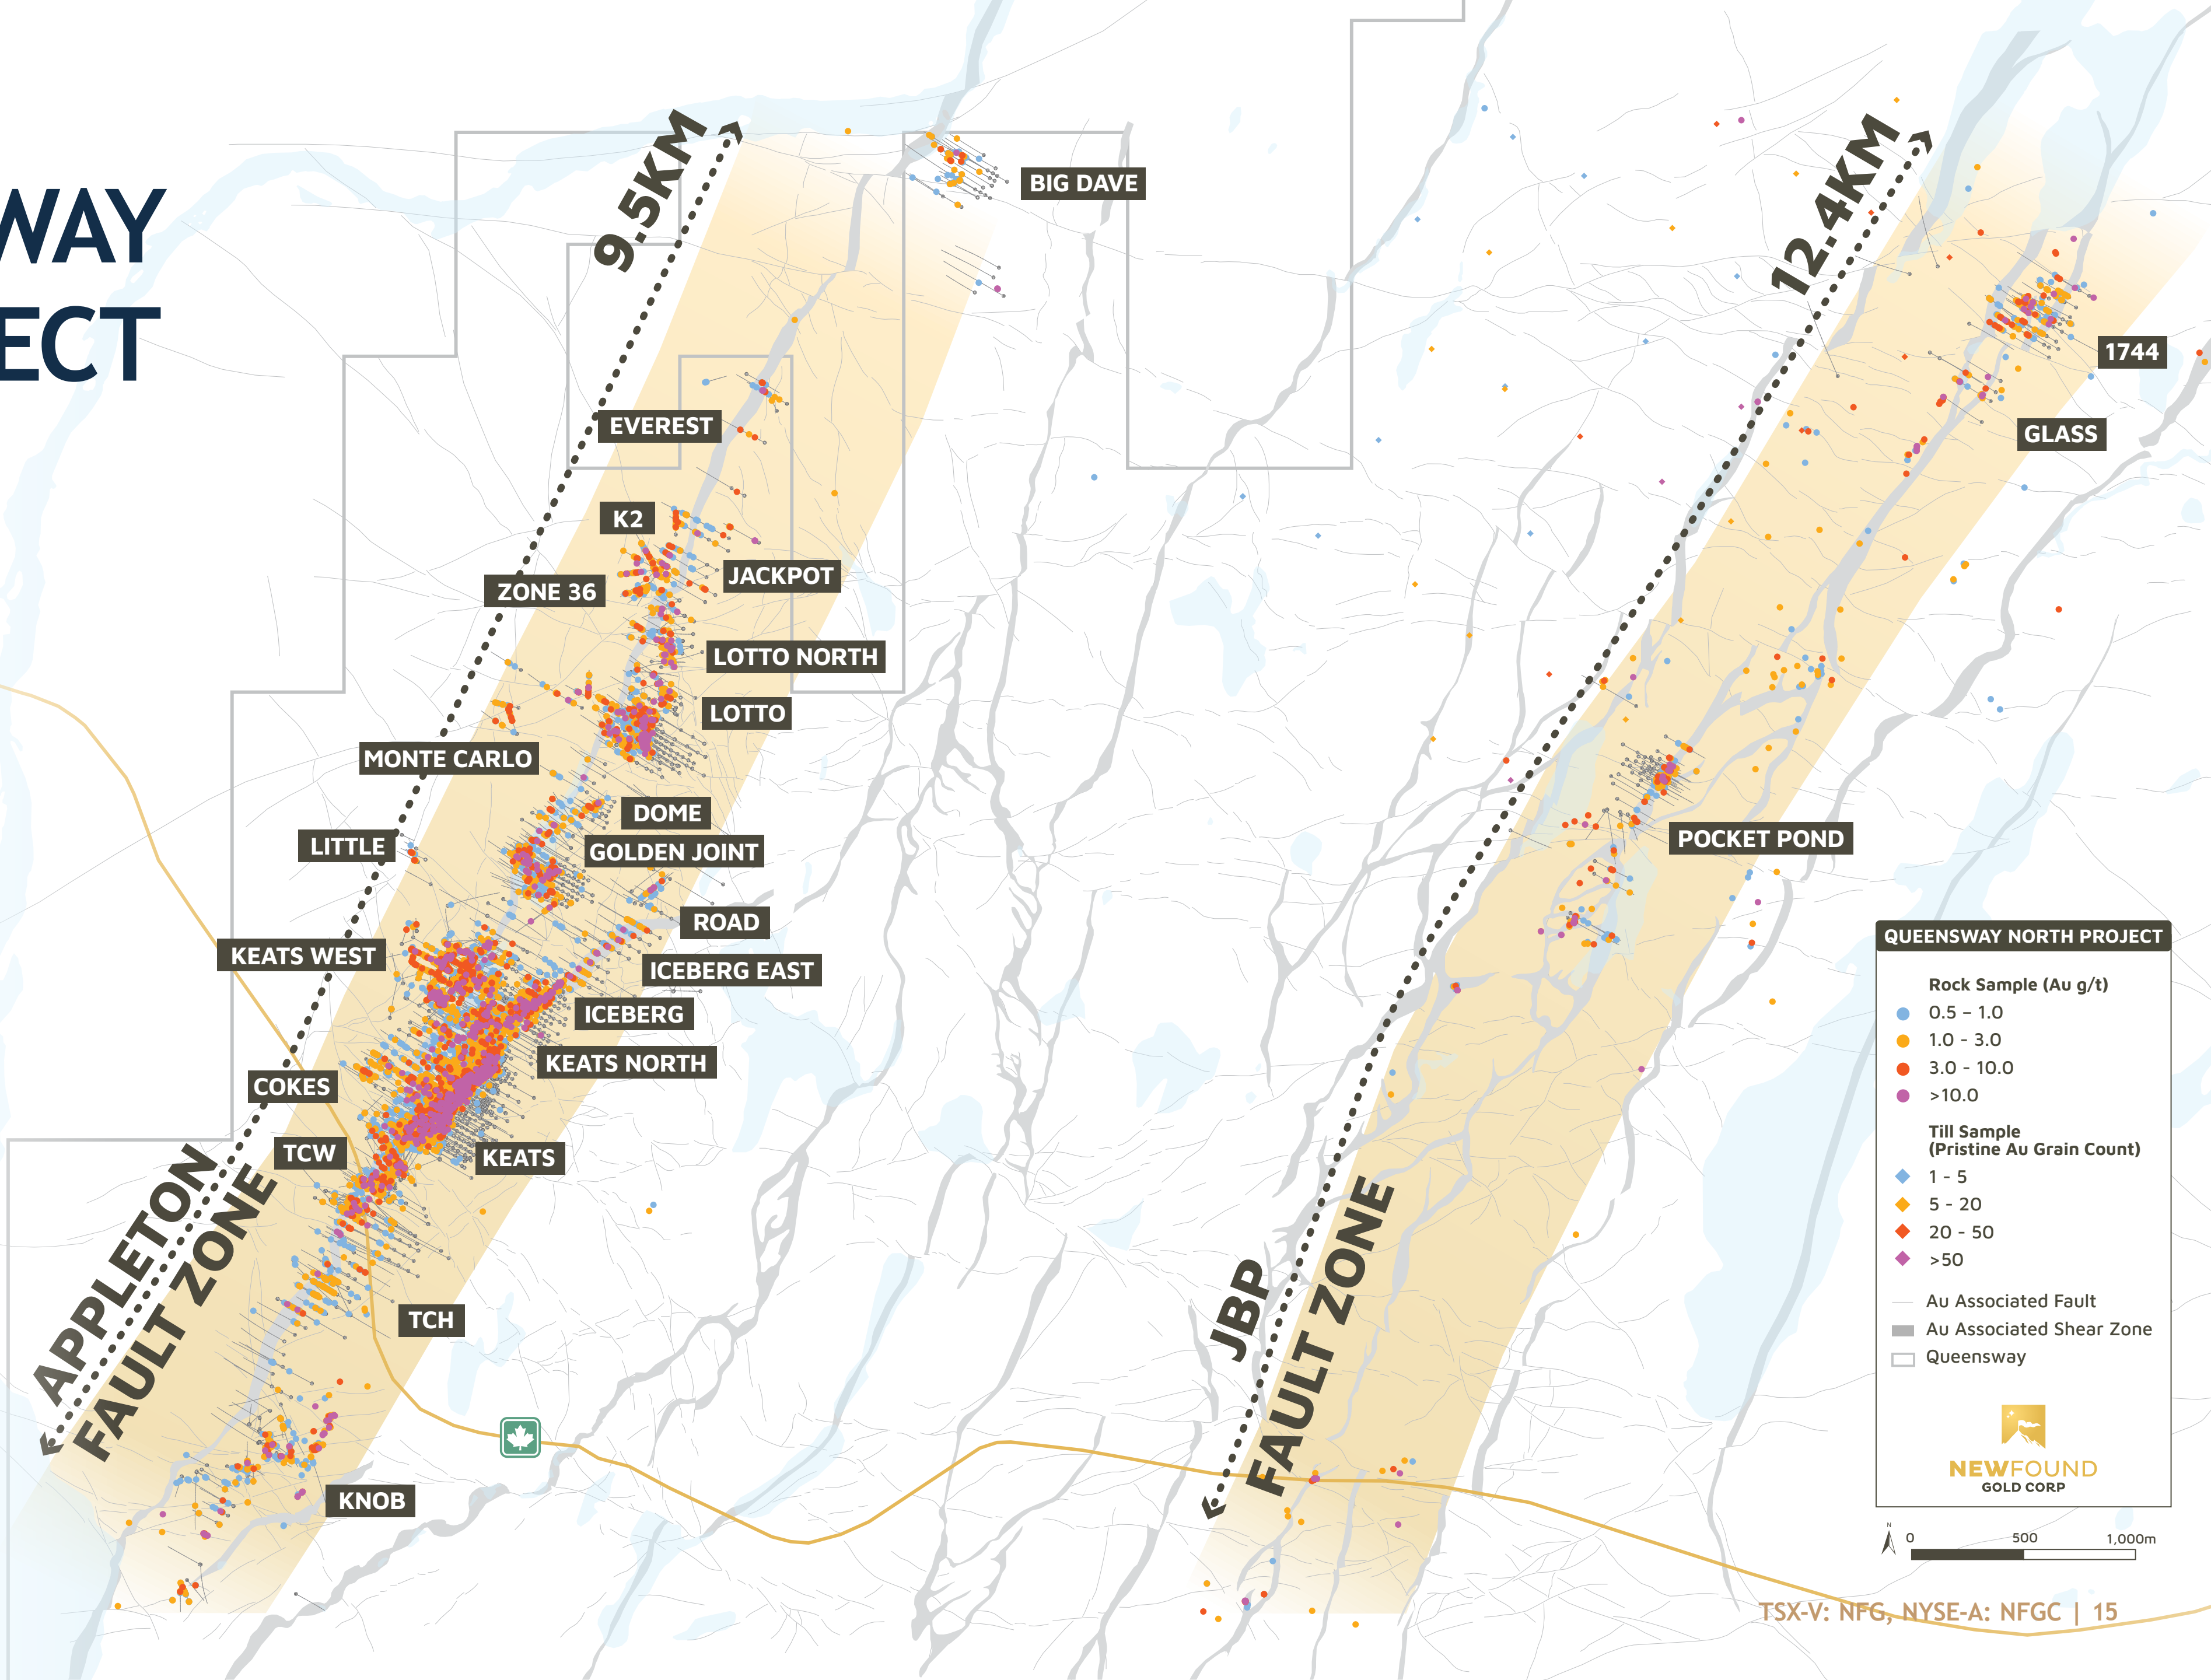 WAY
ECT
9.5KM
12.4KM
BIG DAVE
1744
EVEREST
GLASS
K2
JACKPOT
ZONE 36
LOTTO NORTH
LOTTO
MONTE CARLO
DOME
LITTLE
GOLDEN JOINT
POCKET POND
ROAD
KEATS WEST
ICEBERG EAST
ICEBERG
KEATS NORTH
COKES
TCW
KEATS
APPLETON
FAULT ZONE
JBP
FAULT ZONE
TCH
KNOB
QUEENSWAY NORTH PROJECT
Rock Sample (Au g/t)
0.5 – 1.0
1.0 - 3.0
3.0 - 10.0
>10.0
Till Sample
(Pristine Au Grain Count)
1 - 5
5 - 20
20 - 50
>50
Au Associated Fault
Au Associated Shear Zone
Queensway
NEWFOUND
GOLD CORP
N
0 500 1,000m
TSX-V: NFG, NYSE-A: NFGC | 15